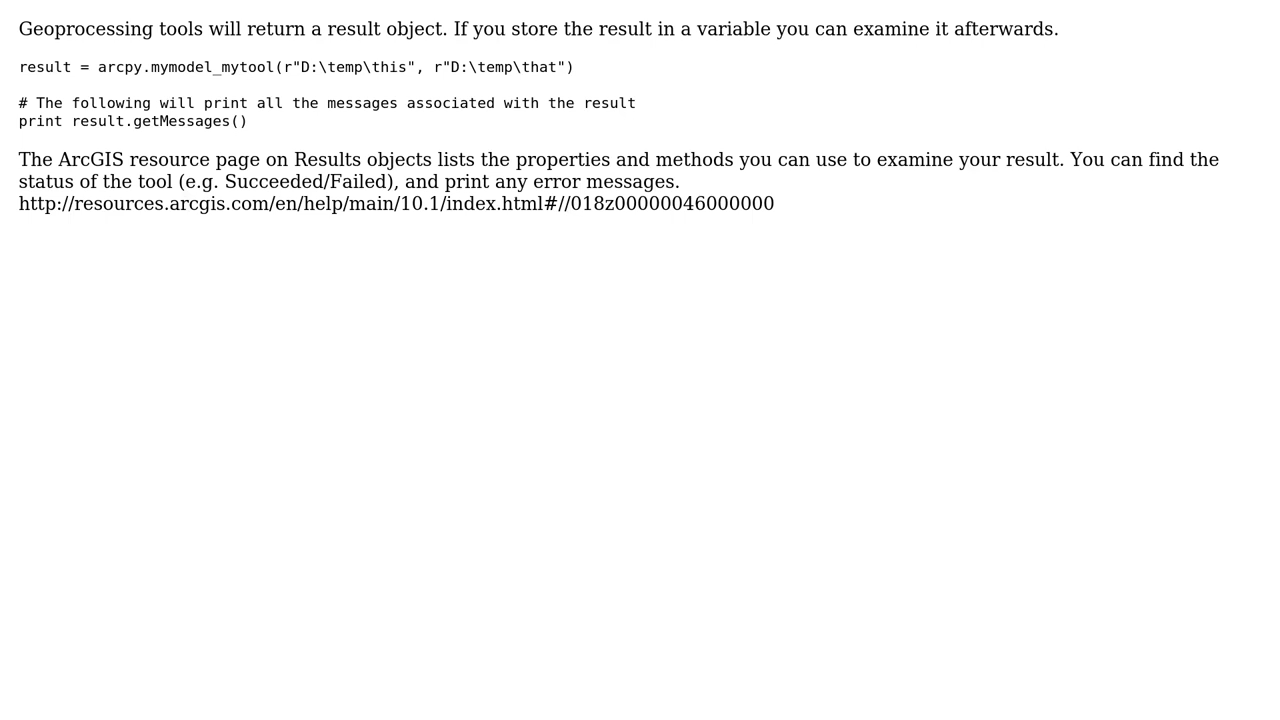 Geoprocessing tools will return a result object. If you store the result in a variable you can examine it afterwards.
result = arcpy.mymodel_mytool(r"D:\temp\this", r"D:\temp\that")
# The following will print all the messages associated with the result
print result.getMessages()
The ArcGIS resource page on Results objects lists the properties and methods you can use to examine your result. You can find the
status of the tool (e.g. Succeeded/Failed), and print any error messages.
http://resources.arcgis.com/en/help/main/10.1/index.html#//018z00000046000000